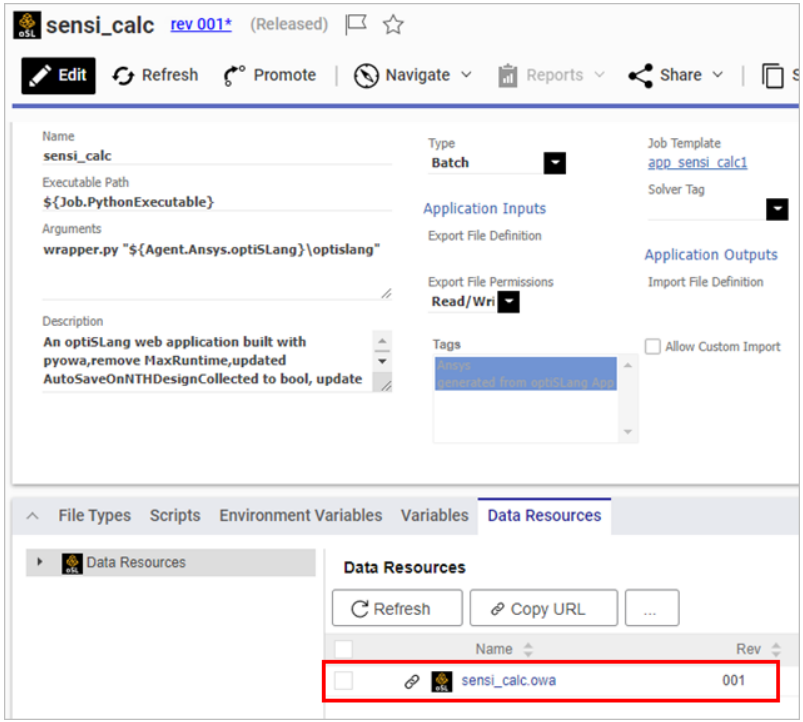 oSL sensi_calc rev 001* (Released)
Edit Refresh Promote Navigate Reports Share S
Name
sensi_calc
Executable Path
${Job.PythonExecutable}
Arguments
wrapper.py "${Agent.Ansys.optiSLang}\optislang"
Description
An optiSLang web application built with
pyowa,remove MaxRuntime,updated
AutoSaveOnNTHDesignCollected to bool, update
Type
Batch
Application Inputs
Export File Definition
Export File Permissions
Read/Wri
Tags
Ansys
generated from optiSLang App
Job Template
app_sensi_calc1
Solver Tag
Application Outputs
Import File Definition
Allow Custom Import
File Types Scripts Environment Variables Variables Data Resources
oSL Data Resources
Data Resources
Refresh Copy URL ...
Name Rev
oSL sensi_calc.owa 001